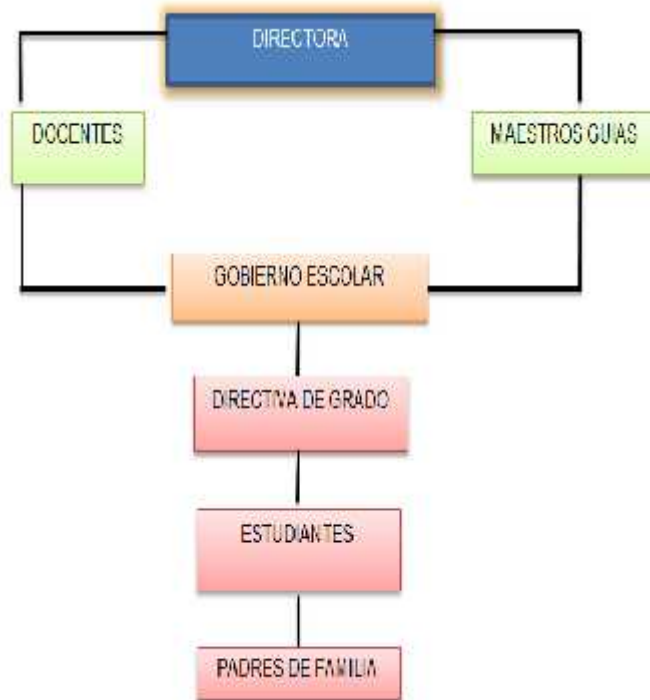 DIRECTORA
DOCENTES
MAESTROS GUIAS
GOBIERNO ESCOLAR
DIRECTIVA DE GRADO
ESTUDIANTES
PADRES DE FAMILIA